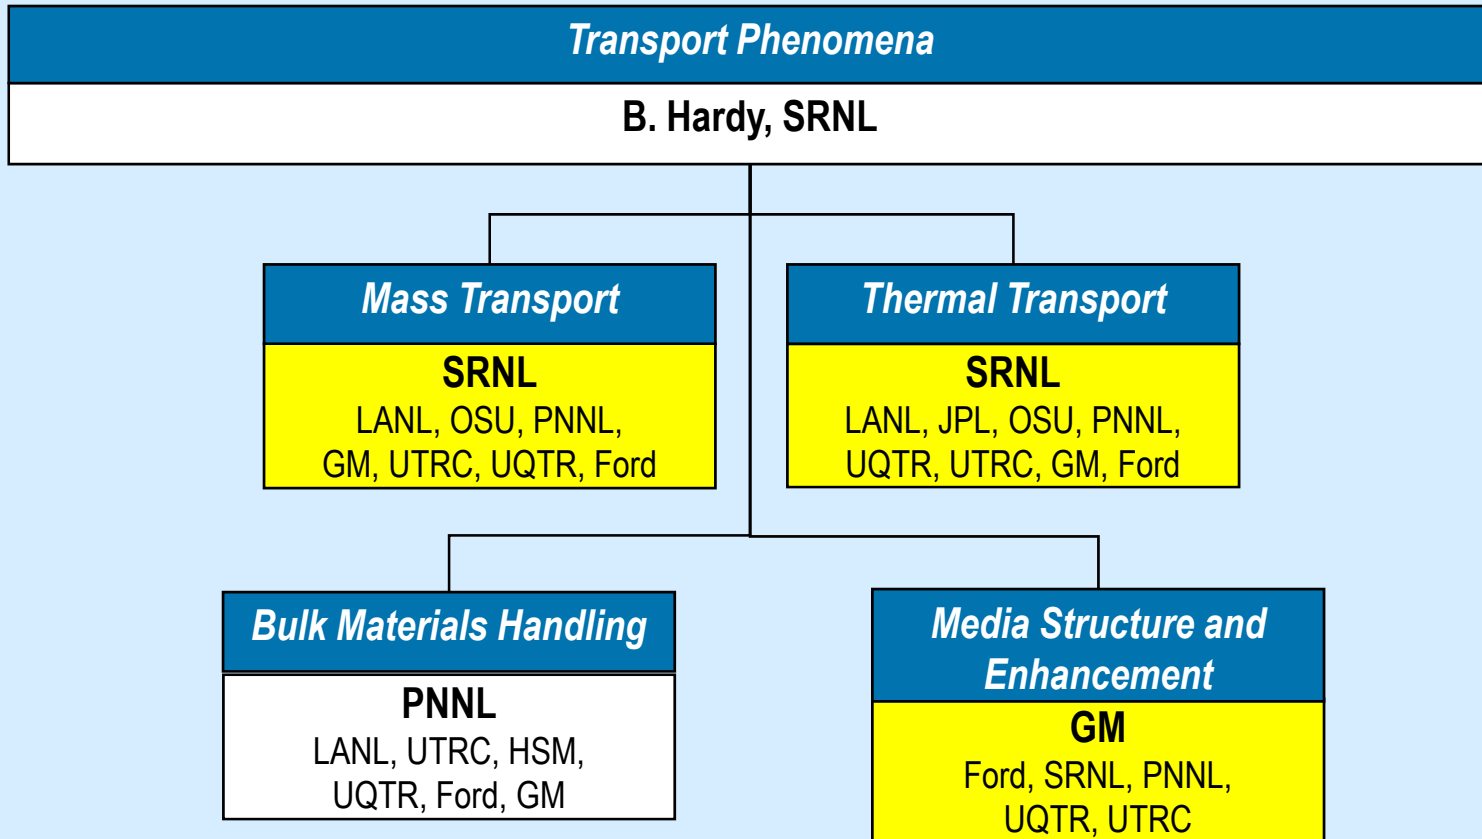 Transport Phenomena
B. Hardy, SRNL
Mass Transport
SRNL
LANL, OSU, PNNL,
GM, UTRC, UQTR, Ford
Thermal Transport
SRNL
LANL, JPL, OSU, PNNL,
UQTR, UTRC, GM, Ford
Bulk Materials Handling
PNNL
LANL, UTRC, HSM,
UQTR, Ford, GM
Media Structure and
Enhancement
GM
Ford, SRNL, PNNL,
UQTR, UTRC